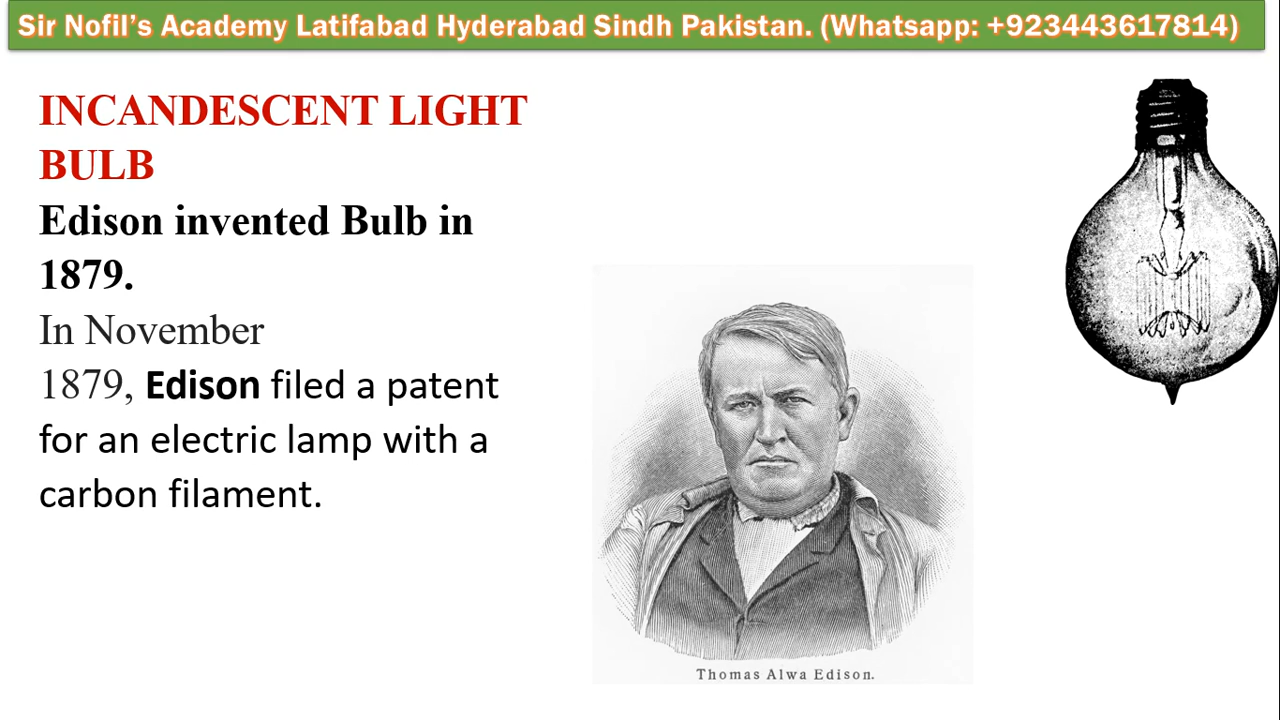 Sir Nofil’s Academy Latifabad Hyderabad Sindh Pakistan. (Whatsapp: +923443617814)
INCANDESCENT LIGHT
BULB
Edison invented Bulb in
1879.
In November
1879, Edison filed a patent
for an electric lamp with a
carbon filament.
Thomas Alwa Edison.